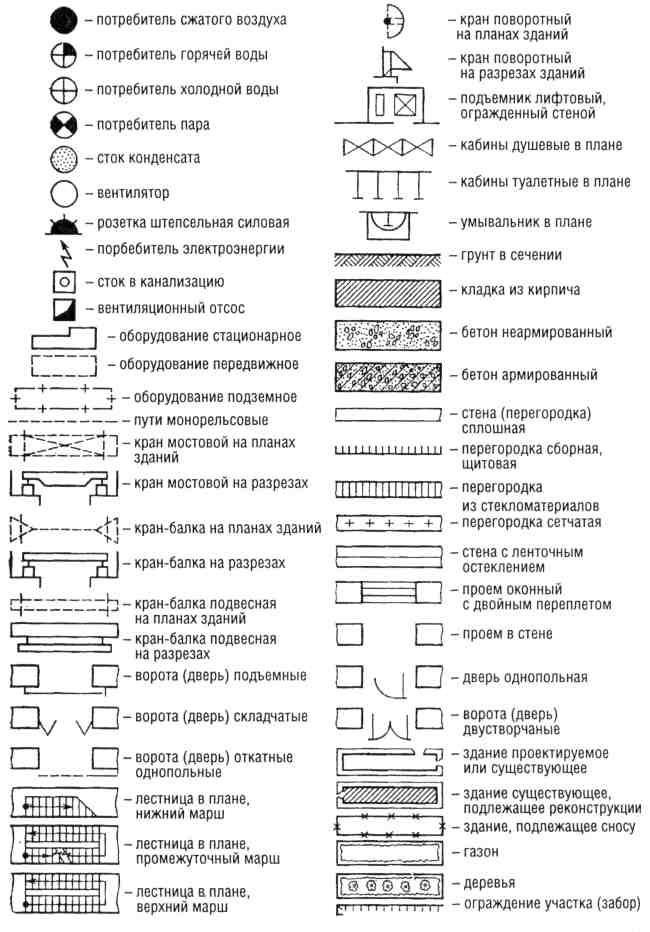 – потребитель сжатого воздуха
– потребитель горячей воды
– потребитель холодной воды
– потребитель пара
– сток конденсата
– вентилятор
– розетка штепсельная силовая
– порбебитель электроэнергии
– сток в канализацию
– вентиляционный отсос
– оборудование стационарное
– оборудование передвижное
– оборудование подземное
– пути монорельсовые
– кран мостовой на планах
зданий
– кран мостовой на разрезах
– кран-балка на планах зданий
– кран-балка на разрезах
– кран-балка подвесная
на планах зданий
– кран-балка подвесная
на разрезах
– ворота (дверь) подъемные
– ворота (дверь) складчатые
– ворота (дверь) откатные
однопольные
– лестница в плане,
нижний марш
– лестница в плане,
промежуточный марш
– лестница в плане,
верхний марш
– кран поворотный
на планах зданий
– кран поворотный
на разрезах зданий
– подъемник лифтовый,
огражденный стеной
– кабины душевые в плане
– кабины туалетные в плане
– умывальник в плане
– грунт в сечении
– кладка из кирпича
– бетон неармированный
– бетон армированный
– стена (перегородка)
сплошная
– перегородка сборная,
щитовая
– перегородка
из стекломатериалов
– перегородка сетчатая
– стена с ленточным
остеклением
– проем оконный
с двойным переплетом
– проем в стене
– дверь однопольная
– ворота (дверь)
двустворчаные
– здание проектируемое
или существующее
– здание существующее,
подлежащее реконструкции
– здание, подлежащее сносу
– газон
– деревья
– ограждение участка (забор)